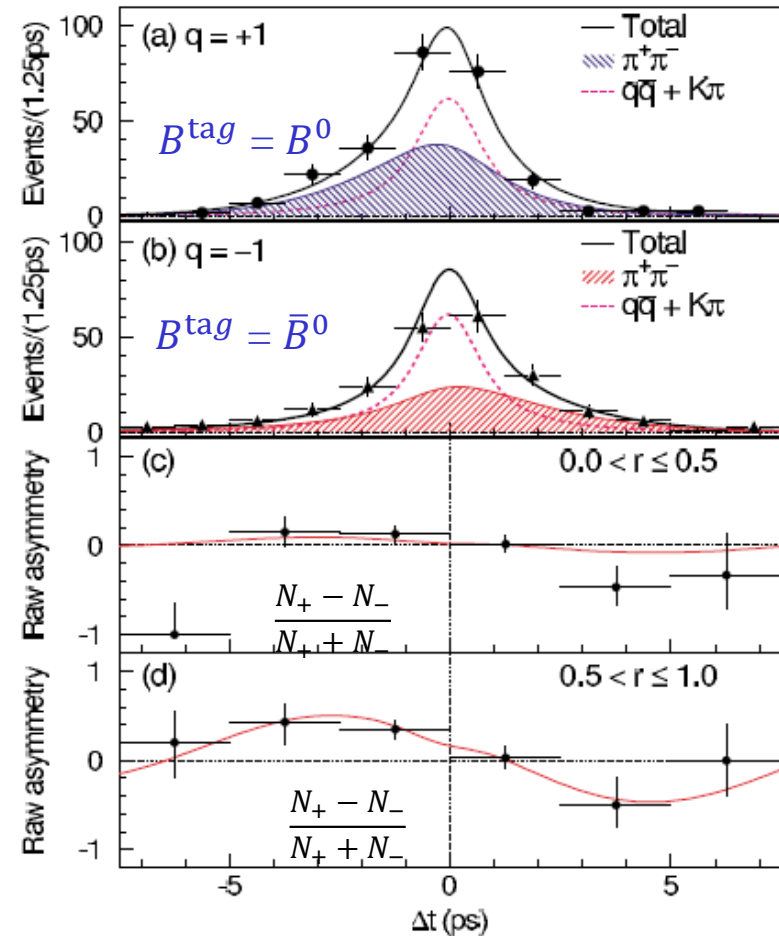 Events/(1.25ps)
100
50
0
(a) q = +1
B^tag = B^0
Total
π⁺π⁻
qq̅ + Kπ
Events/(1.25ps)
100
50
0
(b) q = −1
B^tag = B̄^0
Total
π⁺π⁻
qq̅ + Kπ
Raw asymmetry
1
0
-1
(c)
0.0 < r ≤ 0.5
N₊ − N₋
N₊ + N₋
Raw asymmetry
1
0
-1
(d)
0.5 < r ≤ 1.0
N₊ − N₋
N₊ + N₋
-5 0 5
Δt (ps)